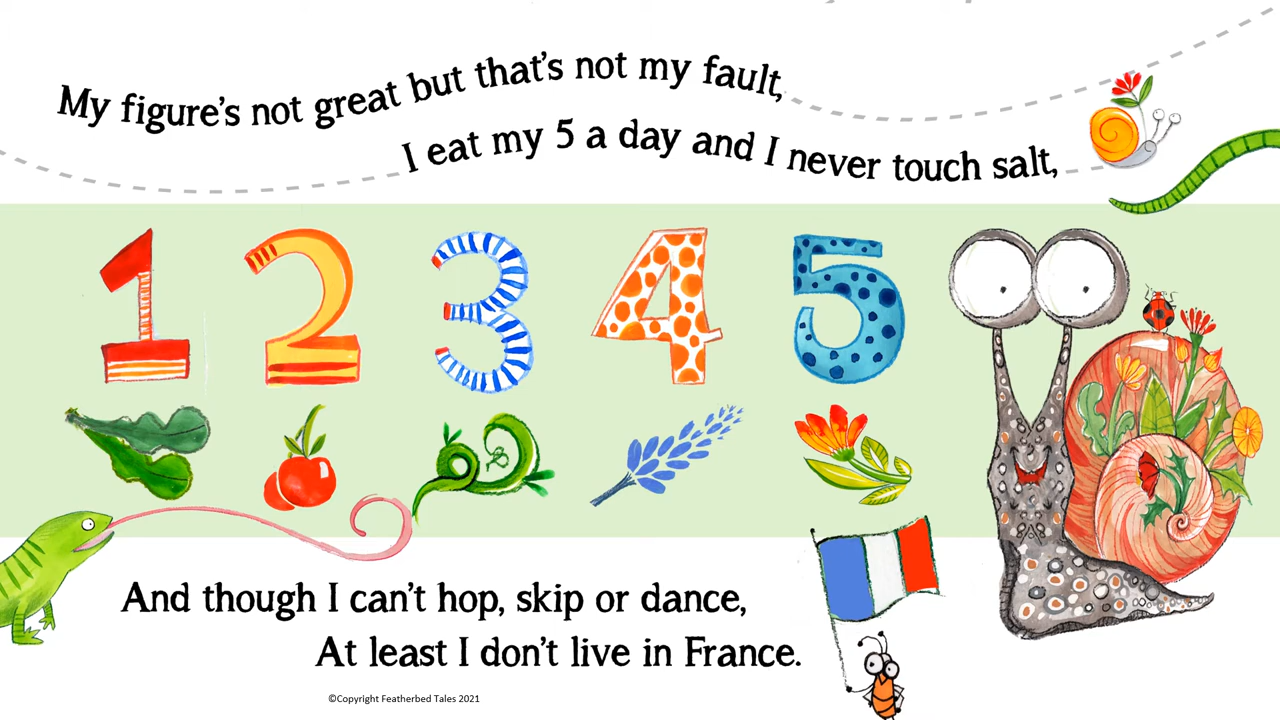 My figure's not great but that's not my fault,
I eat my 5 a day and I never touch salt,
1 2 3 4 5
And though I can't hop, skip or dance,
At least I don't live in France.
©Copyright Featherbed Tales 2021